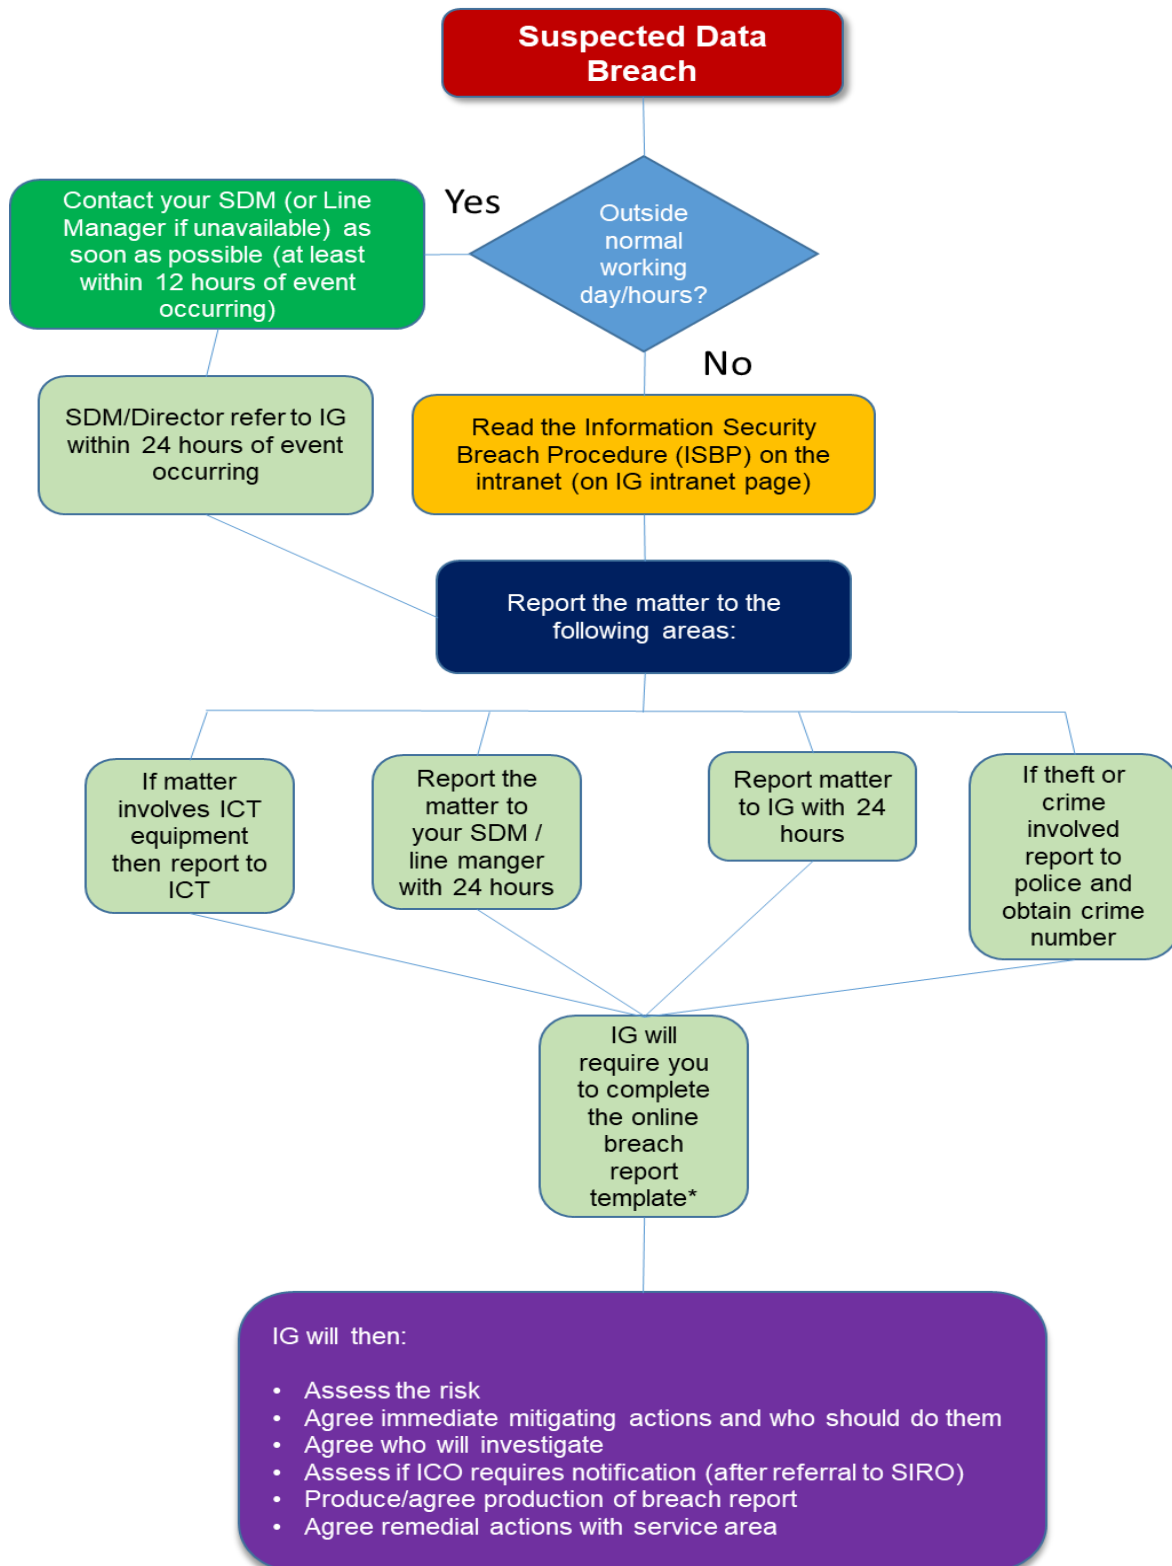 Suspected Data
Breach
Yes
Contact your SDM (or Line
Manager if unavailable) as
soon as possible (at least
within 12 hours of event
occurring)
Outside
normal
working
day/hours?
No
SDM/Director refer to IG
within 24 hours of event
occurring
Read the Information Security
Breach Procedure (ISBP) on the
intranet (on IG intranet page)
Report the matter to the
following areas:
If matter
involves ICT
equipment
then report to
ICT
Report the
matter to
your SDM /
line manger
with 24 hours
Report matter
to IG with 24
hours
If theft or
crime
involved
report to
police and
obtain crime
number
IG will
require you
to complete
the online
breach
report
template*
IG will then:
• Assess the risk
• Agree immediate mitigating actions and who should do them
• Agree who will investigate
• Assess if ICO requires notification (after referral to SIRO)
• Produce/agree production of breach report
• Agree remedial actions with service area